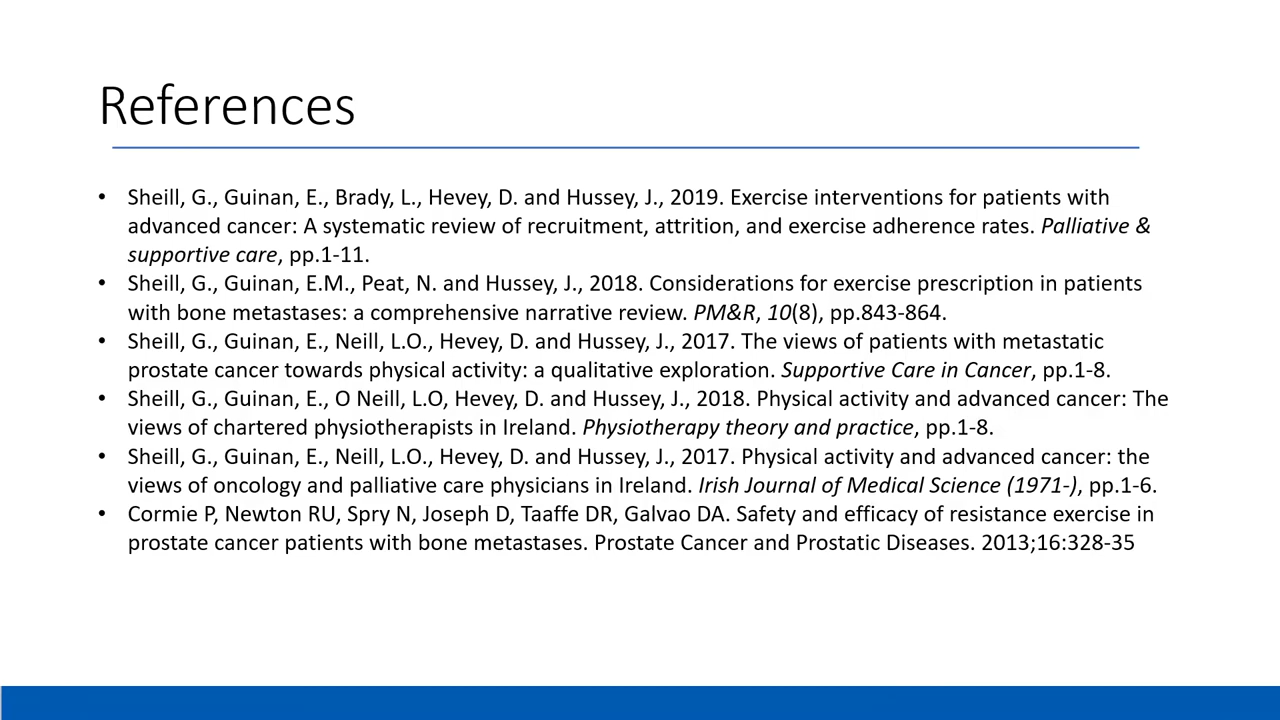 References
• Sheill, G., Guinan, E., Brady, L., Hevey, D. and Hussey, J., 2019. Exercise interventions for patients with
advanced cancer: A systematic review of recruitment, attrition, and exercise adherence rates. Palliative &
supportive care, pp.1-11.
• Sheill, G., Guinan, E.M., Peat, N. and Hussey, J., 2018. Considerations for exercise prescription in patients
with bone metastases: a comprehensive narrative review. PM&R, 10(8), pp.843-864.
• Sheill, G., Guinan, E., Neill, L.O., Hevey, D. and Hussey, J., 2017. The views of patients with metastatic
prostate cancer towards physical activity: a qualitative exploration. Supportive Care in Cancer, pp.1-8.
• Sheill, G., Guinan, E., O Neill, L.O, Hevey, D. and Hussey, J., 2018. Physical activity and advanced cancer: The
views of chartered physiotherapists in Ireland. Physiotherapy theory and practice, pp.1-8.
• Sheill, G., Guinan, E., Neill, L.O., Hevey, D. and Hussey, J., 2017. Physical activity and advanced cancer: the
views of oncology and palliative care physicians in Ireland. Irish Journal of Medical Science (1971-), pp.1-6.
• Cormie P, Newton RU, Spry N, Joseph D, Taaffe DR, Galvao DA. Safety and efficacy of resistance exercise in
prostate cancer patients with bone metastases. Prostate Cancer and Prostatic Diseases. 2013;16:328-35